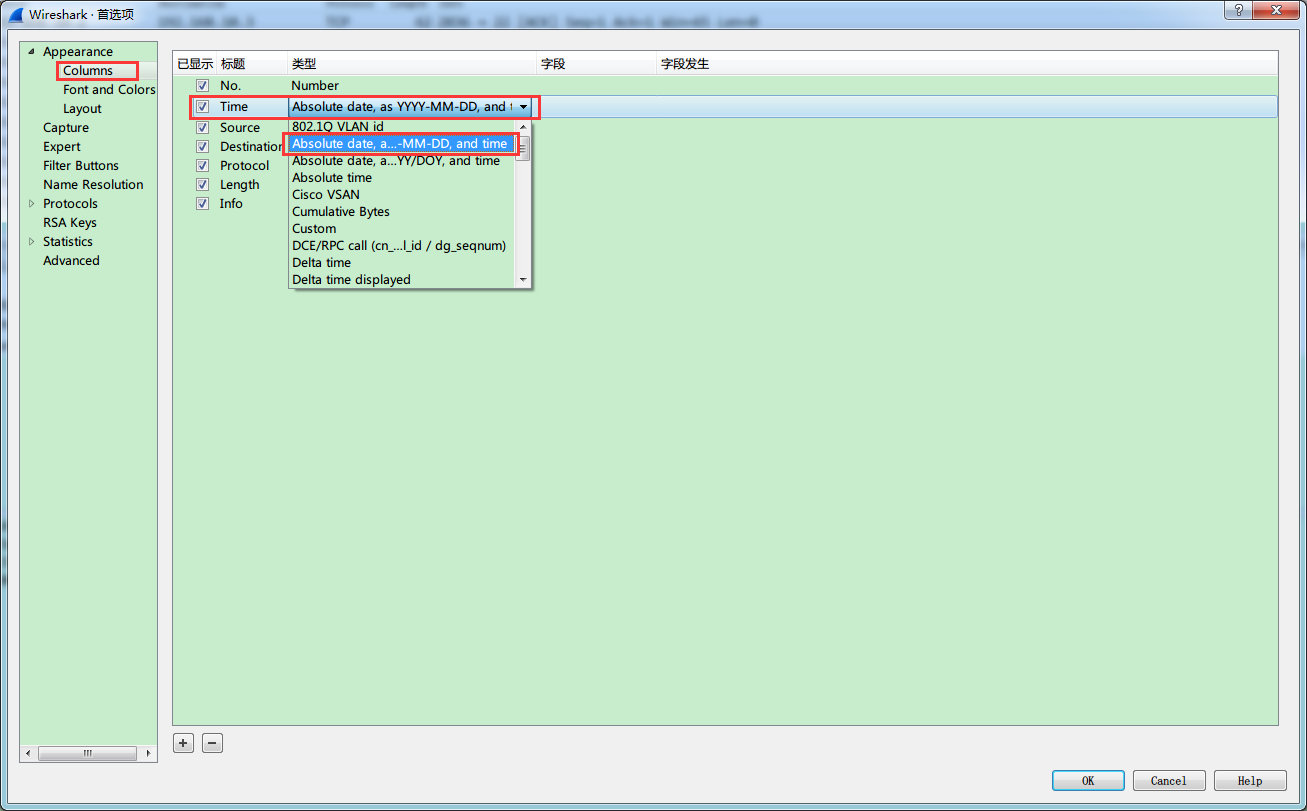 Wireshark · 首选项
Appearance
Columns
Font and Colors
Layout
Capture
Expert
Filter Buttons
Name Resolution
Protocols
RSA Keys
Statistics
Advanced
已显示 标题 类型 字段 字段发生
No. Number
Time Absolute date, as YYYY-MM-DD, and
Source
Destination
Protocol
Length
Info
802.1Q VLAN id
Absolute date, a...-MM-DD, and time
Absolute date, a...YY/DOY, and time
Absolute time
Cisco VSAN
Cumulative Bytes
Custom
DCE/RPC call (cn_...l_id / dg_seqnum)
Delta time
Delta time displayed
OK Cancel Help